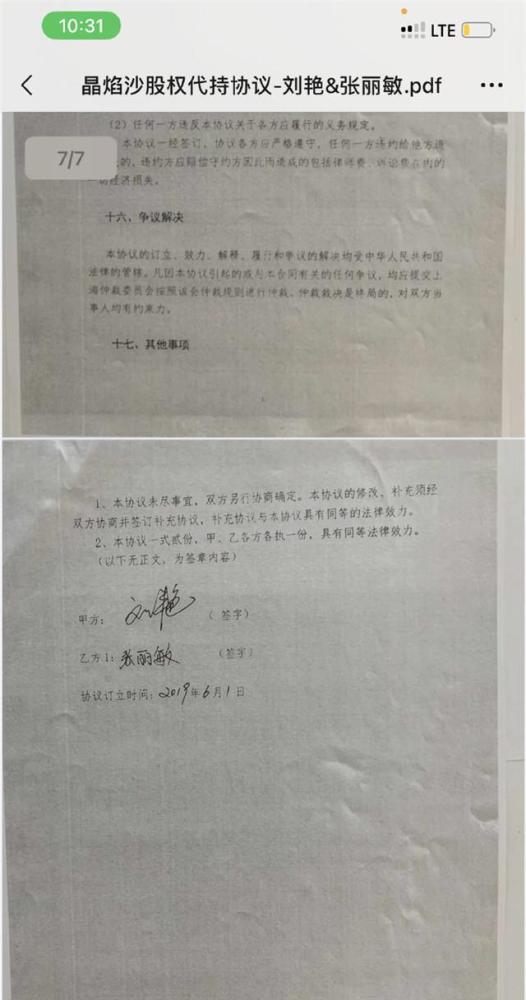 10:31
LTE
晶焰沙股权代持协议-刘艳&张丽敏.pdf
7/7
(2) 任何一方违反本协议关于各方应履行的义务规定。
本协议一经签订，协议各方应严格遵守，任何一方违约给他方造
的，违约方应赔偿守约方因此而造成的包括律师费、诉讼费在内的
切经济损失。
十六、争议解决
本协议的订立、效力、解释、履行和争议的解决均受中华人民共和国
法律的管辖。凡因本协议引起的或与本合同有关的任何争议，均应提交上
海仲裁委员会按照该会仲裁规则进行仲裁。仲裁裁决是终局的，对双方当
事人均有约束力。
十七、其他事项
1、本协议未尽事宜，双方另行协商确定。本协议的修改、补充须经
双方协商并签订补充协议，补充协议与本协议具有同等的法律效力。
2、本协议一式贰份，甲、乙各方各执一份，具有同等法律效力。
（以下无正文，为签章内容）
甲方：刘艳（签字）
乙方1：张丽敏（签字）
协议订立时间：2019年6月1日